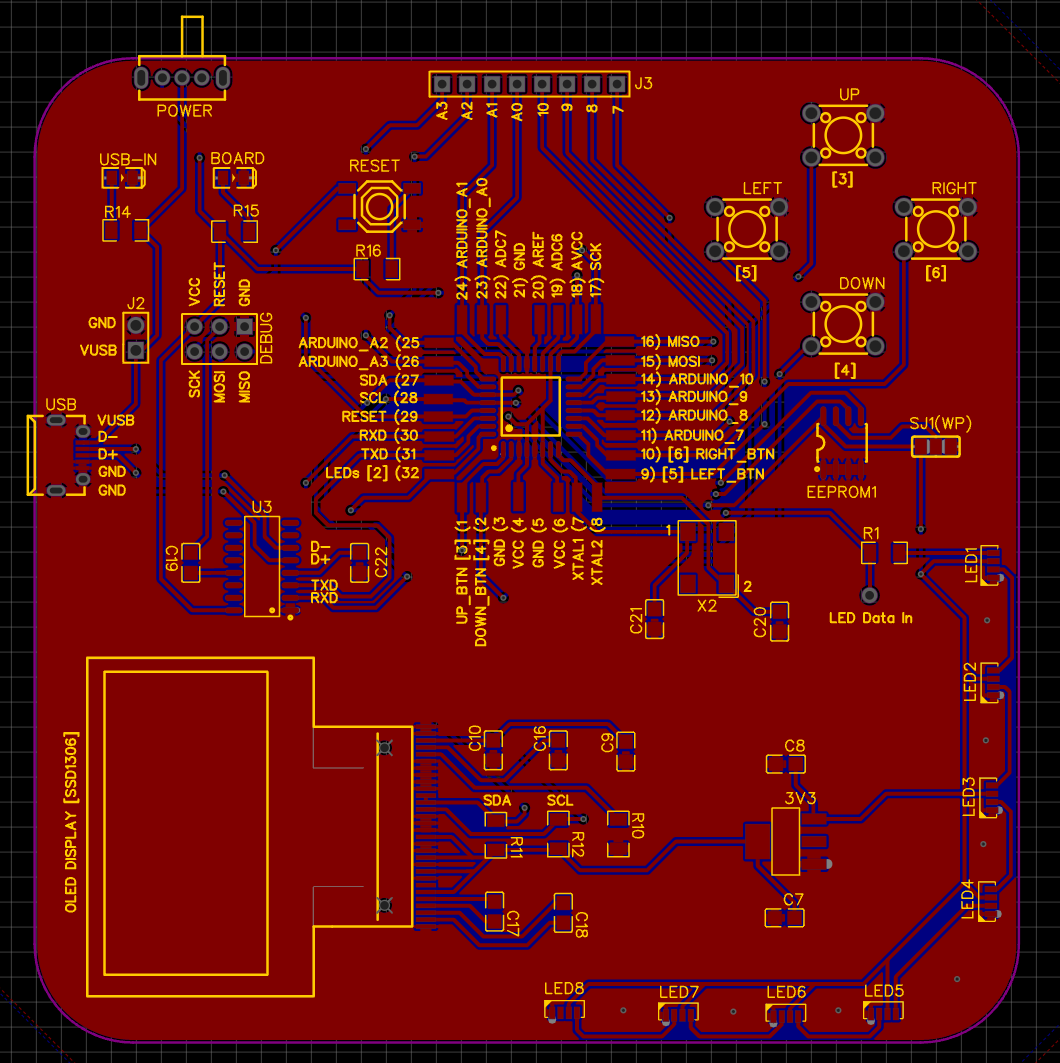 POWER
J3
A3
A2
A1
A0
10
9
8
7
UP
[3]
USB-IN
BOARD
RESET
LEFT
RIGHT
R14
R15
R16
[5]
[6]
DOWN
[4]
VCC
RESET
GND
J2
GND
VUSB
DEBUG
SCK
MOSI
MISO
24) ARDUINO_A1
23) ARDUINO_A0
22) ADC7
21) GND
20) AREF
19) ADC6
18) AVCC
17) SCK
ARDUINO_A2 (25
ARDUINO_A3 (26
SDA (27
SCL (28
RESET (29
RXD (30
TXD (31
LEDs [2] (32
16) MISO
15) MOSI
14) ARDUINO_10
13) ARDUINO_9
12) ARDUINO_8
11) ARDUINO_7
10) [6] RIGHT_BTN
9) [5] LEFT_BTN
USB
VUSB
D-
D+
GND
GND
SJ1(WP)
EEPROM1
UP_BTN [3] (1
DOWN_BTN [4] (2
GND (3
VCC (4
GND (5
VCC (6
XTAL1 (7
XTAL2 (8
U3
C19
D-
D+
TXD
RXD
C22
1
2
X2
C21
C20
R1
LED Data In
LED1
LED2
LED3
LED4
OLED DISPLAY [SSD1306]
C10
C16
C9
SDA
SCL
R11
R12
R10
C17
C18
C8
3V3
C7
LED8
LED7
LED6
LED5